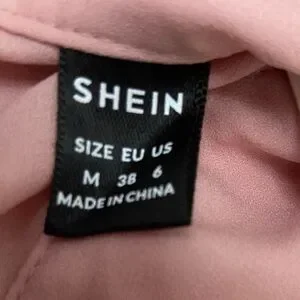 SHEIN
SIZE EU US
M 38 6
MADE IN CHINA